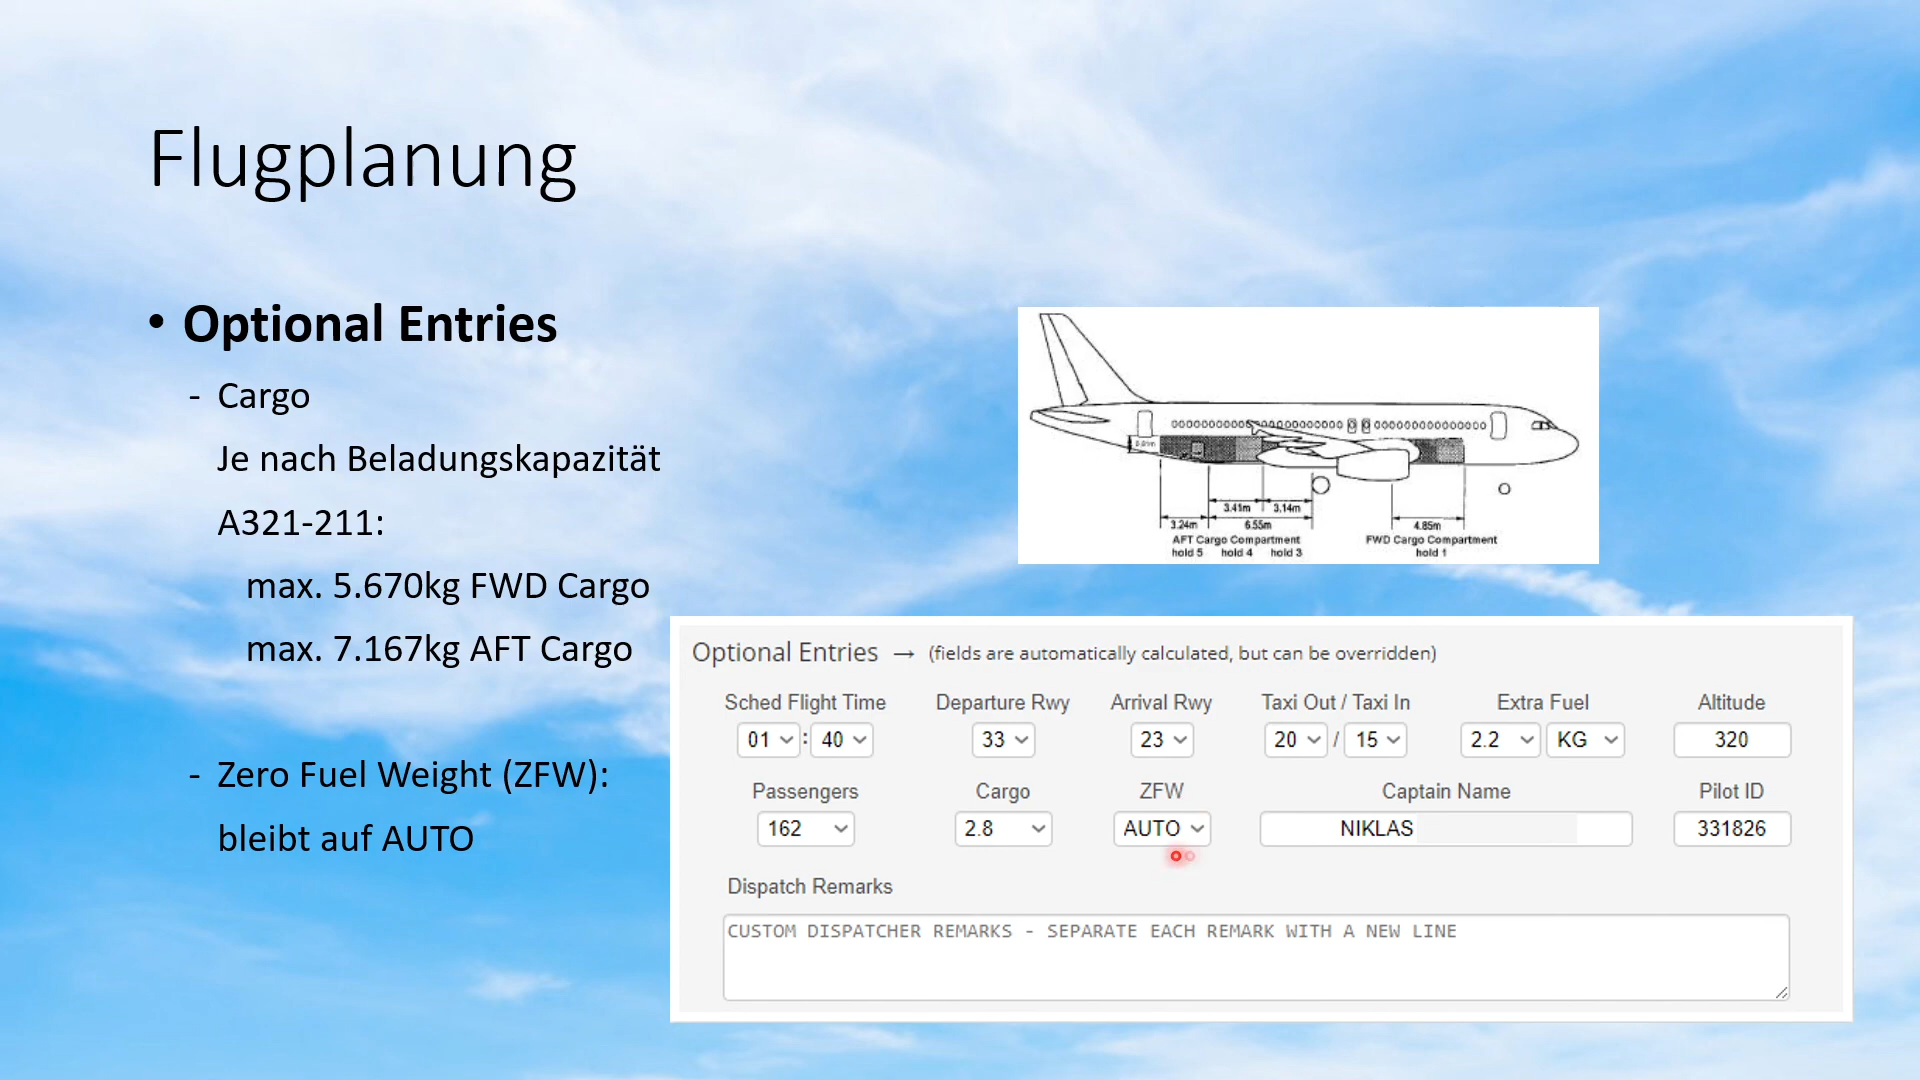 Flugplanung
• Optional Entries
- Cargo
Je nach Beladungskapazität
A321-211:
max. 5.670kg FWD Cargo
max. 7.167kg AFT Cargo
- Zero Fuel Weight (ZFW):
bleibt auf AUTO
3.41m 3.14m
3.24m 6.55m 4.85m
AFT Cargo Compartment FWD Cargo Compartment
hold 5 hold 4 hold 3 hold 1
Optional Entries → (fields are automatically calculated, but can be overridden)
Sched Flight Time Departure Rwy Arrival Rwy Taxi Out / Taxi In Extra Fuel Altitude
01 : 40 33 23 20 / 15 2.2 KG 320
Passengers Cargo ZFW Captain Name Pilot ID
162 2.8 AUTO NIKLAS 331826
Dispatch Remarks
CUSTOM DISPATCHER REMARKS - SEPARATE EACH REMARK WITH A NEW LINE